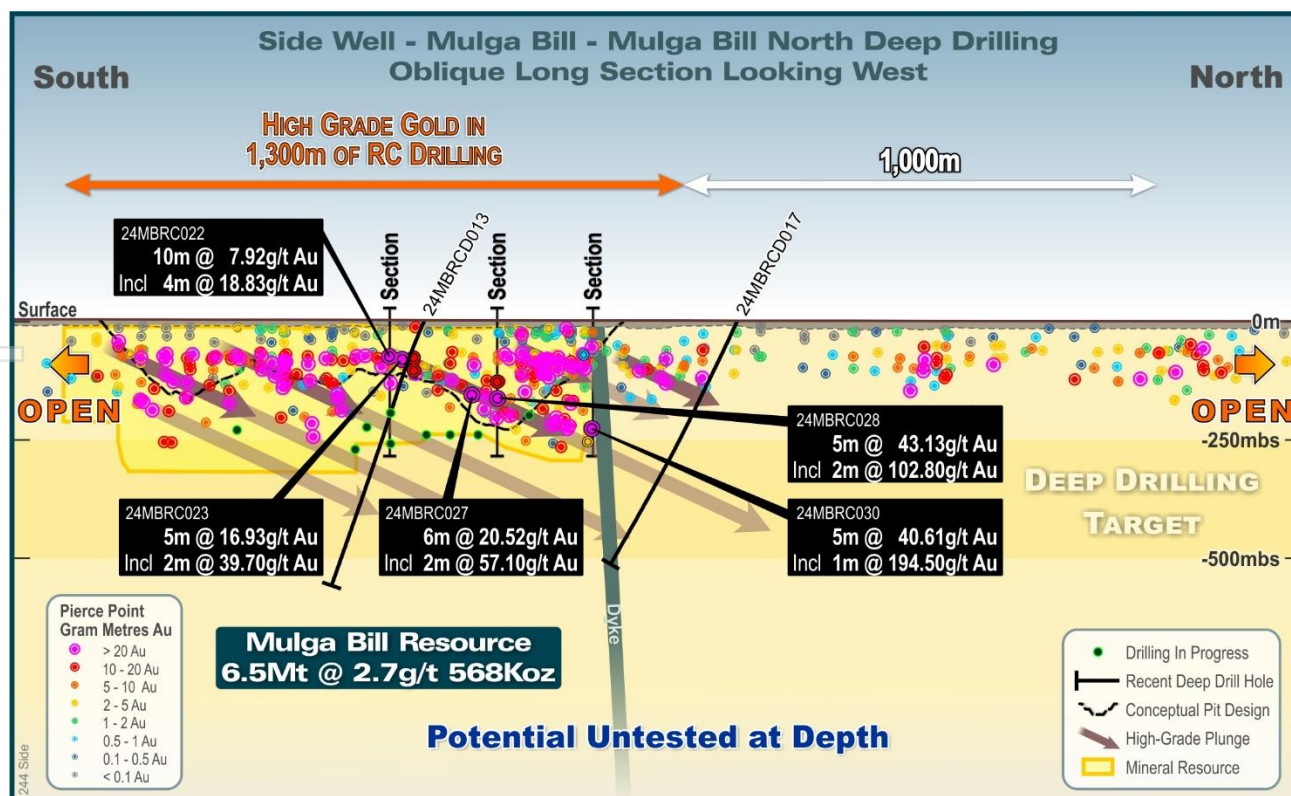 Side Well - Mulga Bill - Mulga Bill North Deep Drilling
Oblique Long Section Looking West
South
North
HIGH GRADE GOLD IN
1,300m OF RC DRILLING
1,000m
24MBRC022
10m @ 7.92g/t Au
Incl 4m @ 18.83g/t Au
Section
24MBRCD013
Section
Section
24MBRCD017
Surface
0m
OPEN
OPEN
-250mbs
24MBRC028
5m @ 43.13g/t Au
Incl 2m @ 102.80g/t Au
DEEP DRILLING
TARGET
24MBRC023
5m @ 16.93g/t Au
Incl 2m @ 39.70g/t Au
24MBRC027
6m @ 20.52g/t Au
Incl 2m @ 57.10g/t Au
24MBRC030
5m @ 40.61g/t Au
Incl 1m @ 194.50g/t Au
-500mbs
Dyke
Pierce Point
Gram Metres Au
> 20 Au
10 - 20 Au
5 - 10 Au
2 - 5 Au
1 - 2 Au
0.5 - 1 Au
0.1 - 0.5 Au
< 0.1 Au
Mulga Bill Resource
6.5Mt @ 2.7g/t 568Koz
Potential Untested at Depth
Drilling In Progress
Recent Deep Drill Hole
Conceptual Pit Design
High-Grade Plunge
Mineral Resource
244 Side